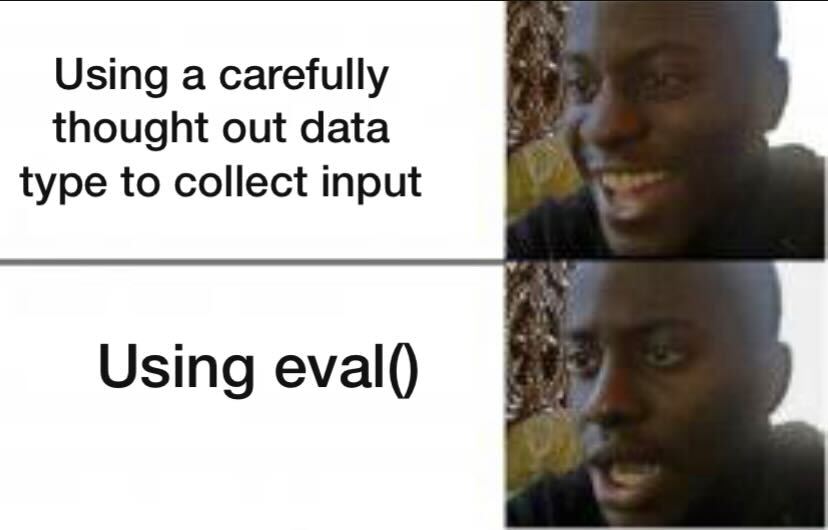 Using a carefully
thought out data
type to collect input
Using eval()